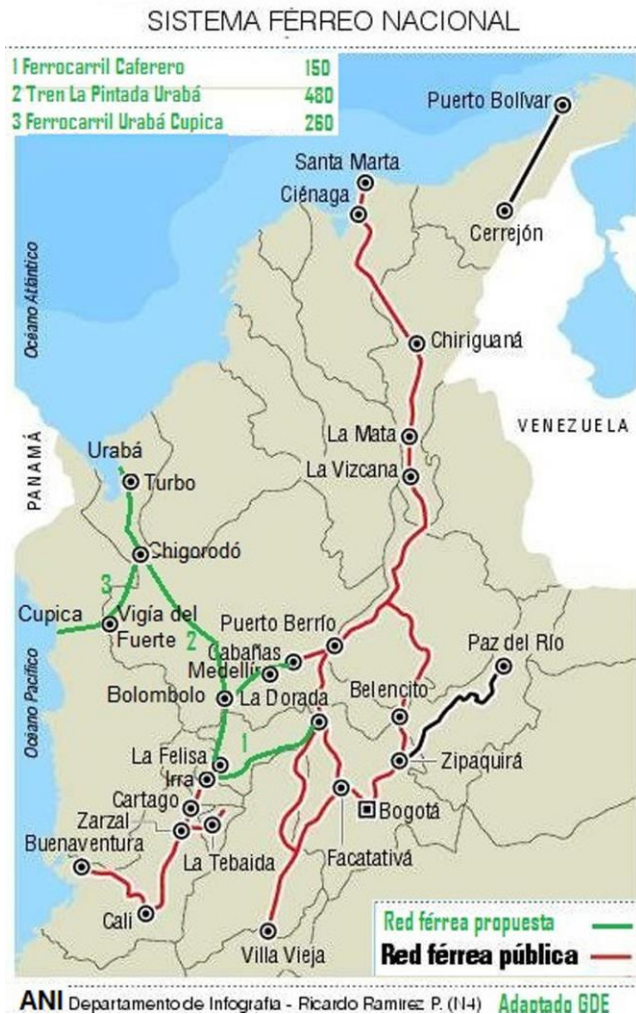 SISTEMA FÉRREO NACIONAL
1 Ferrocarril Caferero 150
2 Tren La Pintada Urabá 480
3 Ferrocarril Urabá Cupica 260
Puerto Bolívar
Santa Marta
Ciénaga
Cerrejón
Océano Atlántico
Chiriguaná
La Mata
VENEZUELA
La Vizcana
PANAMÁ
Urabá
Turbo
Chigorodó
3
Cupica
Vigía del
Fuerte
2
Puerto Berrío
Cabañas
Medellín
Paz del Río
Océano Pacífico
Bolombolo
La Dorada
Belencito
La Felisa
1
Irra
Zipaquirá
Cartago
Bogotá
Zarzal
Buenaventura
La Tebaida
Facatativá
Cali
Villa Vieja
Red férrea propuesta
Red férrea pública
ANI Departamento de Infografia - Ricardo Ramirez P. (N4) Adaptado GDE